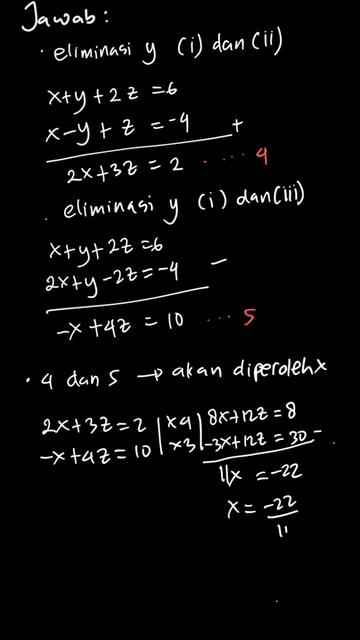 Jawab:
• eliminasi y (i) dan (ii)
x+y+2z=6
x-y+z=-4 +
2x+3z=2 ..... 4
• eliminasi y (i) dan (iii)
x+y+2z=6
2x+y-2z=-4 -
-x+4z=10 ... 5
• 4 dan 5 → akan diperoleh x
2x+3z=2 | x4 | 8x+12z=8
-x+4z=10 | x3 | -3x+12z=30 -
11x = -22
x = -22/11